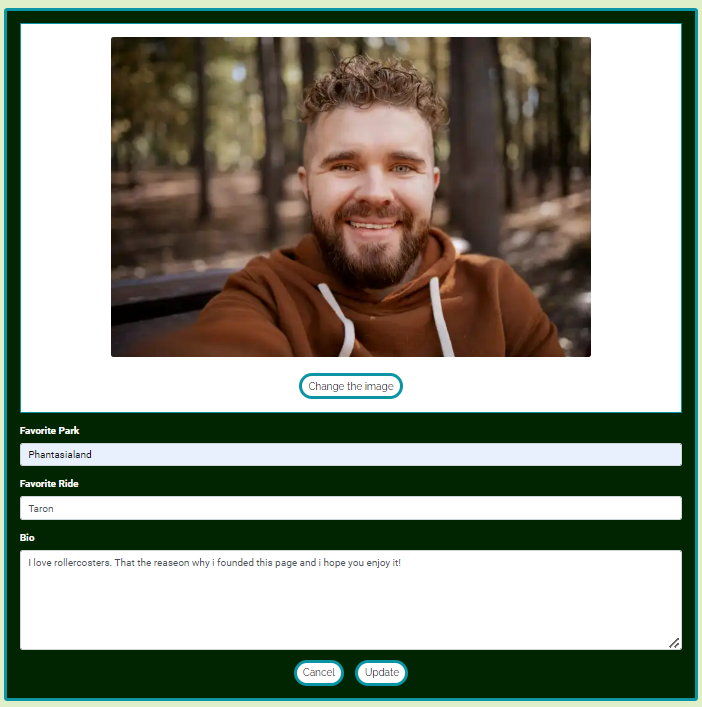 Change the image
Favorite Park
Phantasialand
Favorite Ride
Taron
Bio
I love rollercosters. That the reaseon why i founded this page and i hope you enjoy it!
Cancel
Update